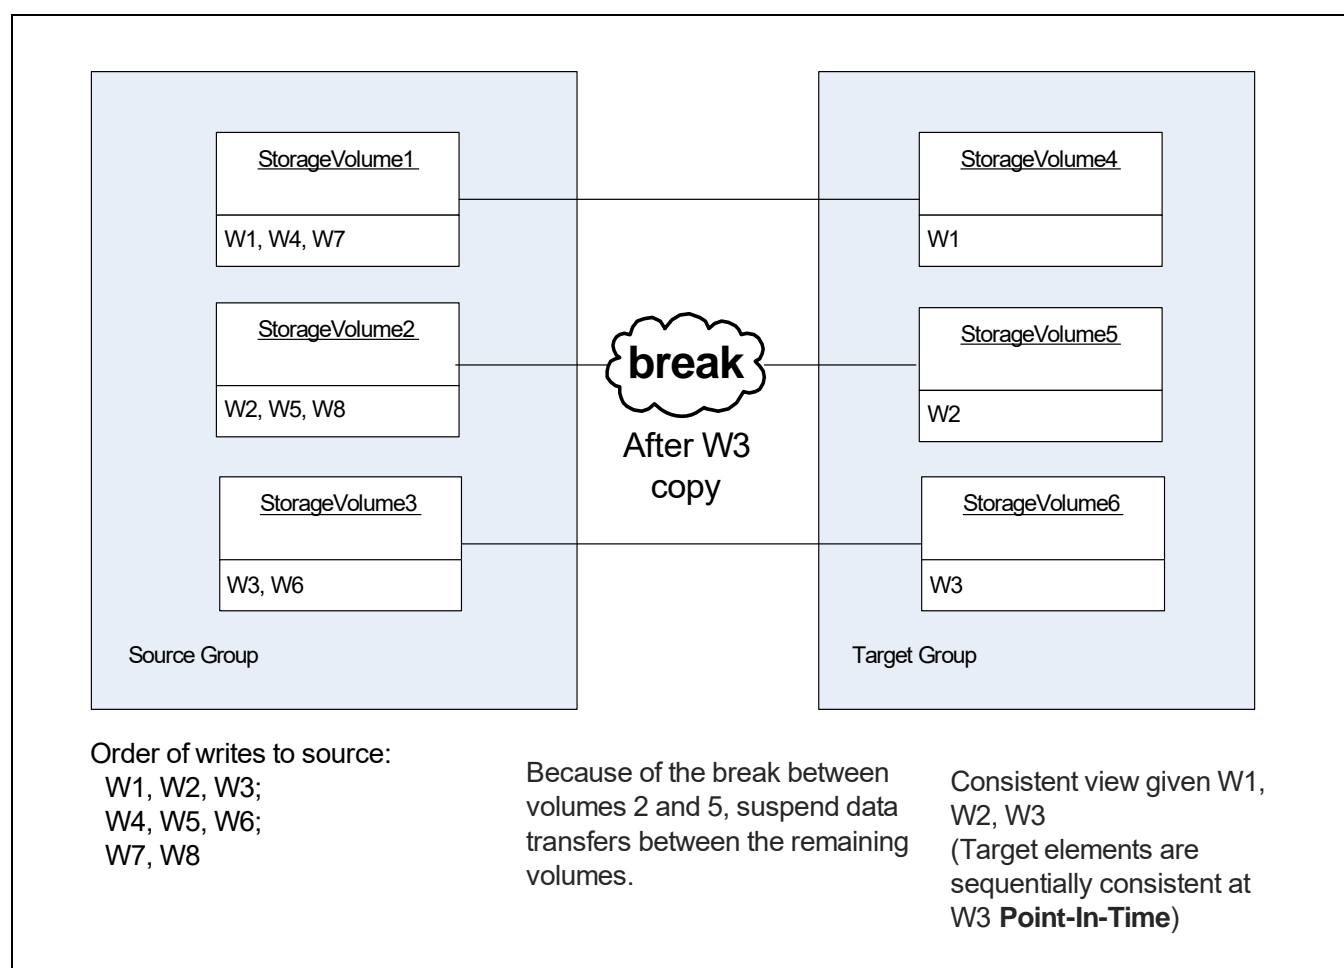 StorageVolume1
W1, W4, W7
StorageVolume2
W2, W5, W8
StorageVolume3
W3, W6
Source Group
break
After W3
copy
StorageVolume4
W1
StorageVolume5
W2
StorageVolume6
W3
Target Group
Order of writes to source:
W1, W2, W3;
W4, W5, W6;
W7, W8
Because of the break between
volumes 2 and 5, suspend data
transfers between the remaining
volumes.
Consistent view given W1,
W2, W3
(Target elements are
sequentially consistent at
W3 Point-In-Time)